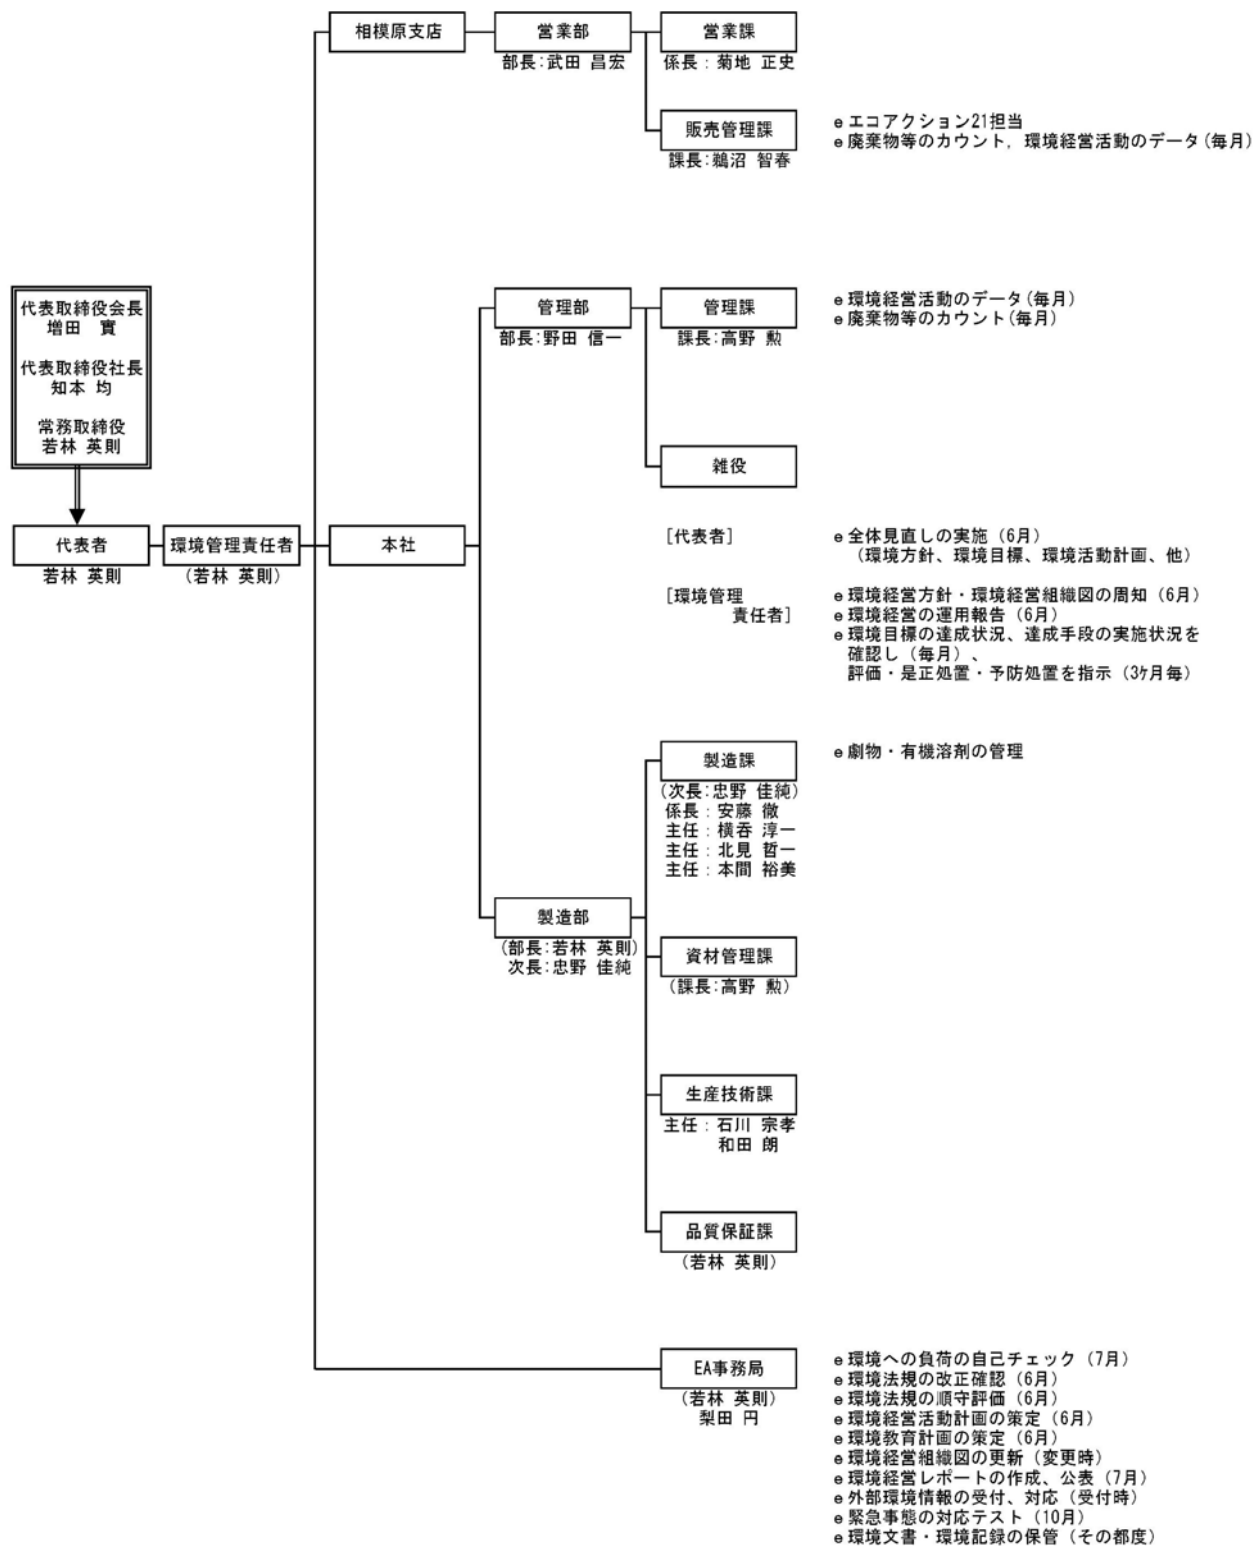 相模原支店
営業部
部長:武田 昌宏
営業課
係長:菊地 正史
販売管理課
課長:鵜沼 智春
e エコアクション21担当
e 廃棄物等のカウント, 環境経営活動のデータ(毎月)
代表取締役会長
増田 實
代表取締役社長
知本 均
常務取締役
若林 英則
管理部
部長:野田 信一
管理課
課長:高野 勲
e 環境経営活動のデータ(毎月)
e 廃棄物等のカウント(毎月)
雑役
代表者
若林 英則
環境管理責任者
(若林 英則)
本社
[代表者]
e 全体見直しの実施(6月)
(環境方針、環境目標、環境活動計画、他)
[環境管理
責任者]
e 環境経営方針・環境経営組織図の周知(6月)
e 環境経営の運用報告(6月)
e 環境目標の達成状況、達成手段の実施状況を
確認し(毎月)、
評価・是正処置・予防処置を指示(3ケ月毎)
製造課
(次長:忠野 佳純)
係長:安藤 徹
主任:横呑 淳一
主任:北見 哲一
主任:本間 裕美
e 劇物・有機溶剤の管理
製造部
(部長:若林 英則)
次長:忠野 佳純
資材管理課
(課長:高野 勲)
生産技術課
主任:石川 宗孝
和田 朗
品質保証課
(若林 英則)
EA事務局
(若林 英則)
梨田 円
e 環境への負荷の自己チェック(7月)
e 環境法規の改正確認(6月)
e 環境法規の順守評価(6月)
e 環境経営活動計画の策定(6月)
e 環境教育計画の策定(6月)
e 環境経営組織図の更新(変更時)
e 環境経営レポートの作成、公表(7月)
e 外部環境情報の受付、対応(受付時)
e 緊急事態の対応テスト(10月)
e 環境文書・環境記録の保管(その都度)